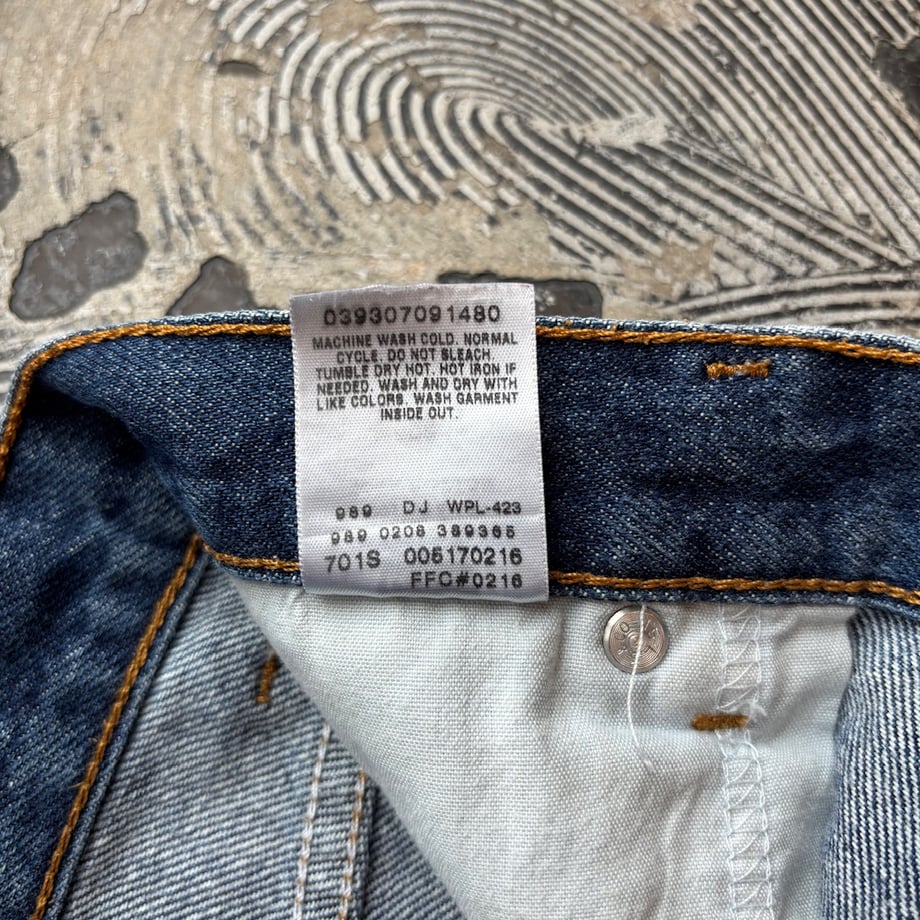 039307091480
MACHINE WASH COLD. NORMAL
CYCLE. DO NOT BLEACH.
TUMBLE DRY HOT. HOT IRON IF
NEEDED. WASH AND DRY WITH
LIKE COLORS. WASH GARMENT
INSIDE OUT.
989 DJ WPL-423
989 0208 389365
701S 005170216
FFC#0216